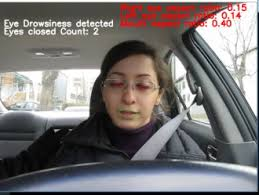 Right eye aspect ratio: 0.15
Left eye aspect ratio: 0.14
Mouth aspect ratio: 0.40
Eye Drowsiness detected
Eyes closed Count: 2